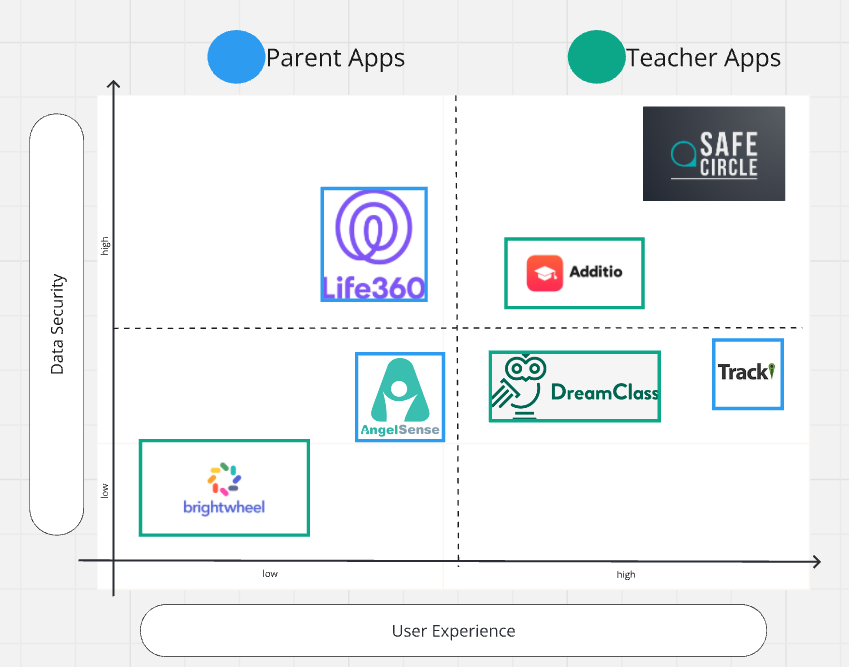 Parent Apps
Teacher Apps
SAFE
CIRCLE
high
Life360
Additio
Data Security
Tracki
DreamClass
AngelSense
brightwheel
low
low
high
User Experience